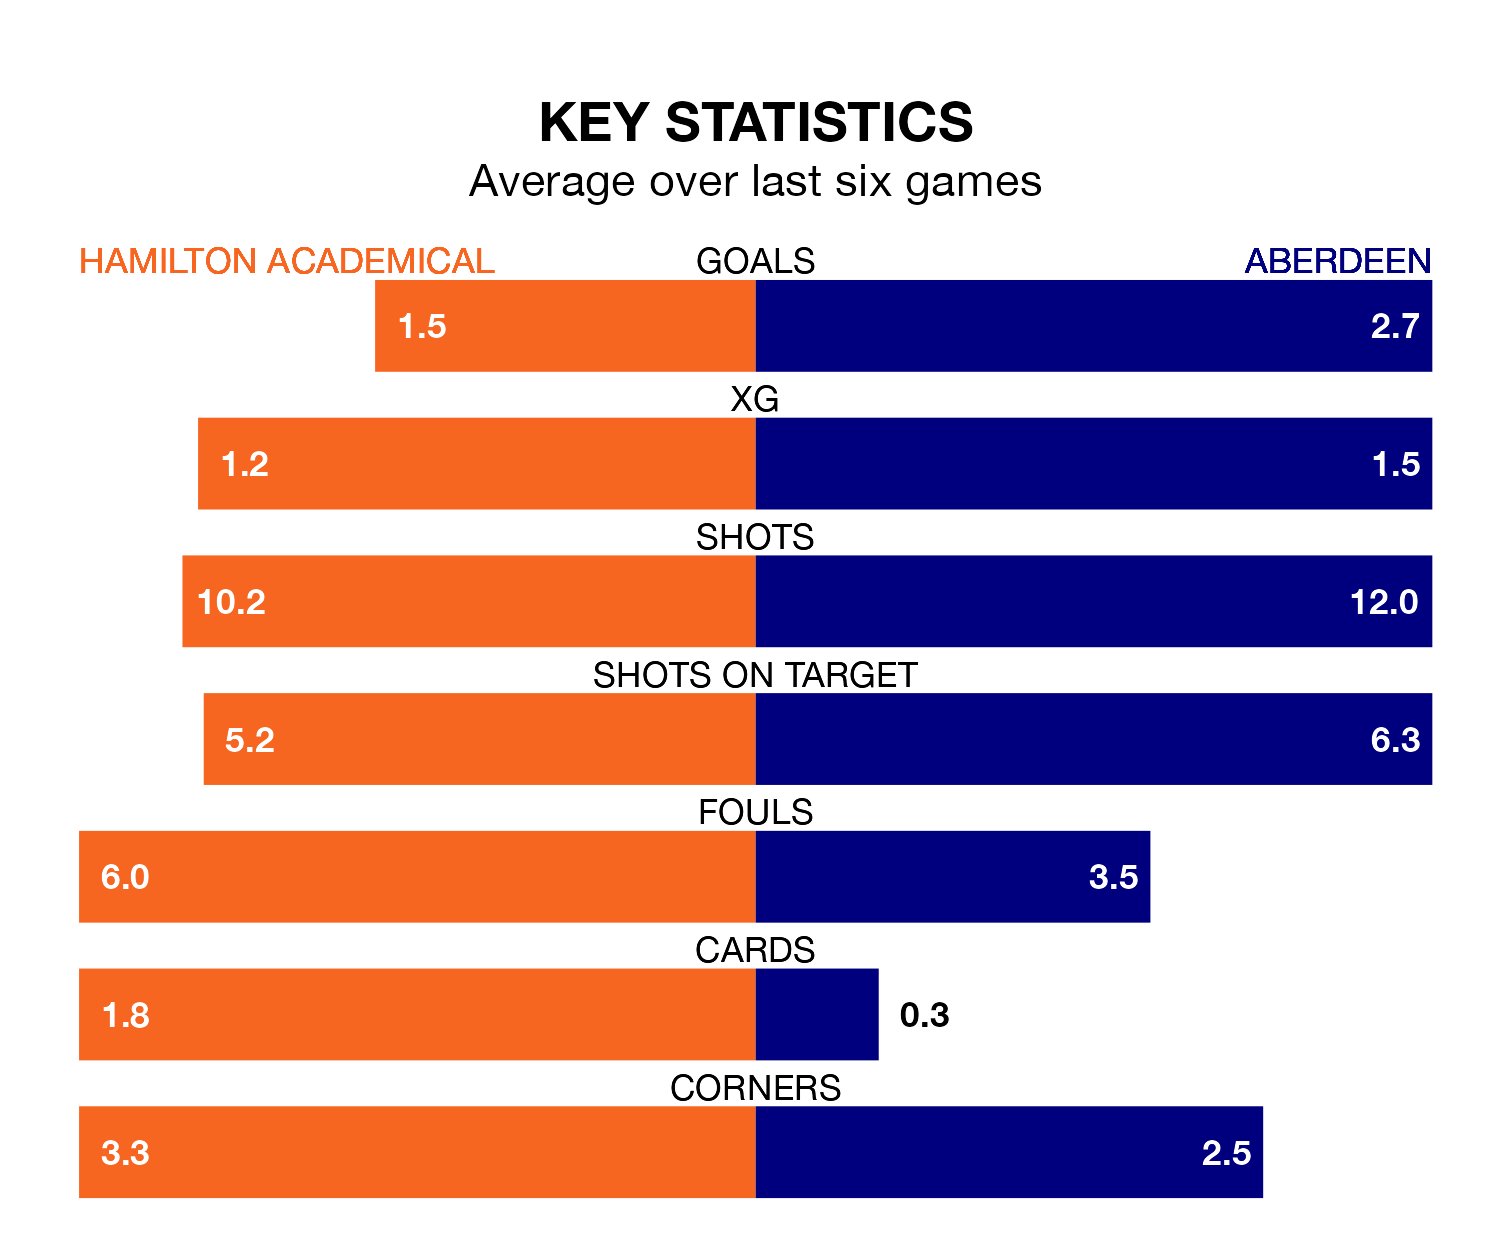 KEY STATISTICS
Average over last six games
HAMILTON ACADEMICAL GOALS ABERDEEN
1.5 2.7
XG
1.2 1.5
SHOTS
10.2 12.0
SHOTS ON TARGET
5.2 6.3
FOULS
6.0 3.5
CARDS
1.8 0.3
CORNERS
3.3 2.5